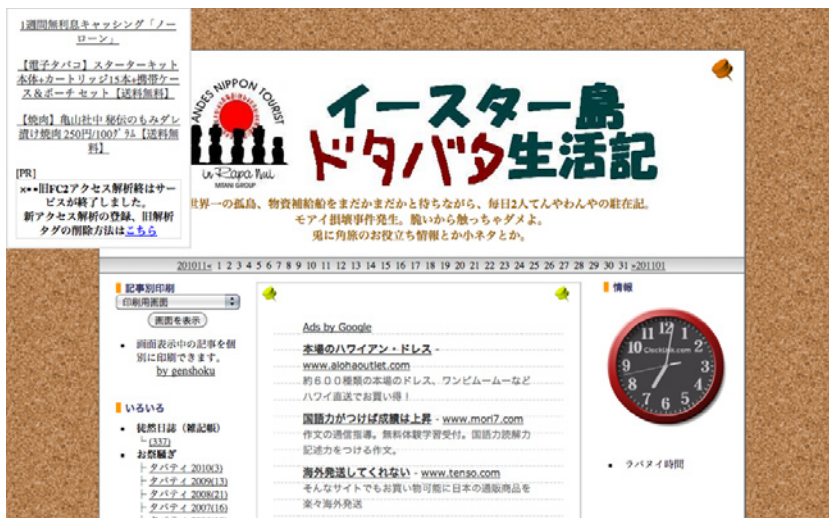 1週間無利息キャッシング「ノー
ローン」
【電子タバコ】スターターキット
本体+カートリッジ15本+携帯ケー
ス&ポーチ セット【送料無料】
【焼肉】亀山社中 秘伝のもみダレ
漬け焼肉 250円/100グラム【送料無
料】
[PR]
×••旧FC2アクセス解析終はサー
ビスが終了しました。
新アクセス解析の登録、旧解析
タグの削除方法はこちら
ANDES NIPPON TOURIST
in Rapa Nui
MITANI GROUP
イースター島
ドタバタ生活記
世界一の孤島、物資補給船をまだかまだかと待ちながら、毎日2人てんやわんやの駐在記。
モアイ損壊事件発生。脆いから触っちゃダメよ。
兎に角旅のお役立ち情報とか小ネタとか。
201011« 1 2 3 4 5 6 7 8 9 10 11 12 13 14 15 16 17 18 19 20 21 22 23 24 25 26 27 28 29 30 31 »201101
記事別印刷
印刷用画面
画面を表示
• 画面表示中の記事を個
別に印刷できます。
by genshoku
いろいろ
• 徒然日誌(雑記帳)
└ (337)
• お祭騒ぎ
├ タパティ 2010(3)
├ タパティ 2009(13)
├ タパティ 2008(21)
├ タパティ 2007(16)
Ads by Google
本場のハワイアン・ドレス -
www.alohaoutlet.com
約600種類の本場のドレス、ワンピムームーなど
ハワイ直送でお買い得!
国語力がつけば成績は上昇 - www.mori7.com
作文の通信指導。無料体験学習受付。国語力読解力
記述力をつける作文。
海外発送してくれない - www.tenso.com
そんなサイトでもお買い物可能に日本の通販商品を
楽々海外発送
情報
12 1 2 3 4 5 6 7 8 9 10 11
ClockLink.com
• ラパヌイ時間